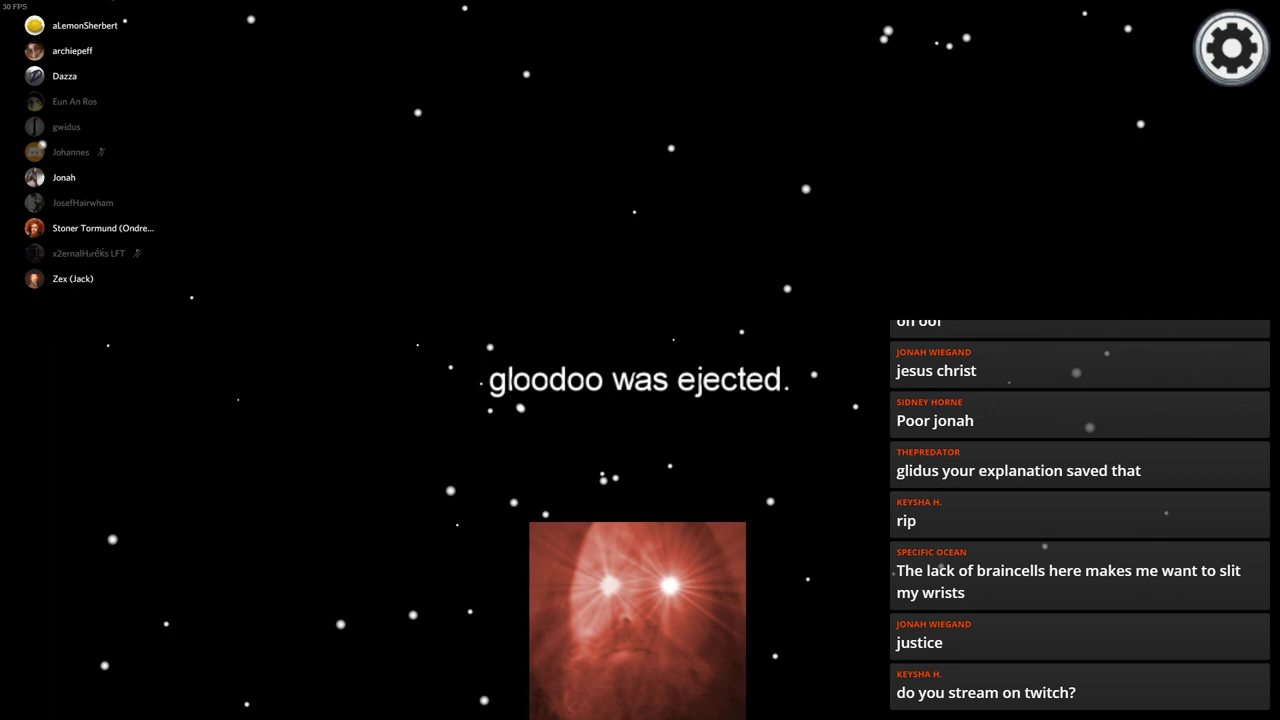 30 FPS
aLemonSherbert
archiepeff
Dazza
Eun An Ros
gwidus
Johannes
Jonah
JosefHairwham
Stoner Tormund (Ondre...
LFT
Zex (Jack)
gloodoo was ejected.
oh oof
JONAH WIEGAND
jesus christ
SIDNEY HORNE
Poor jonah
THEPREDATOR
glidus your explanation saved that
KEYSHA H.
rip
SPECIFIC OCEAN
The lack of braincells here makes me want to slit
my wrists
JONAH WIEGAND
justice
KEYSHA H.
do you stream on twitch?